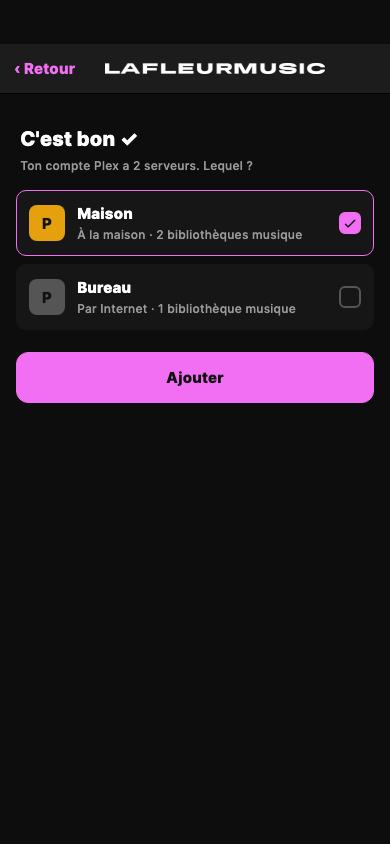 ‹ Retour
LAFLEURMUSIC
C'est bon ✓
Ton compte Plex a 2 serveurs. Lequel ?
P
Maison
À la maison · 2 bibliothèques musique
P
Bureau
Par Internet · 1 bibliothèque musique
Ajouter